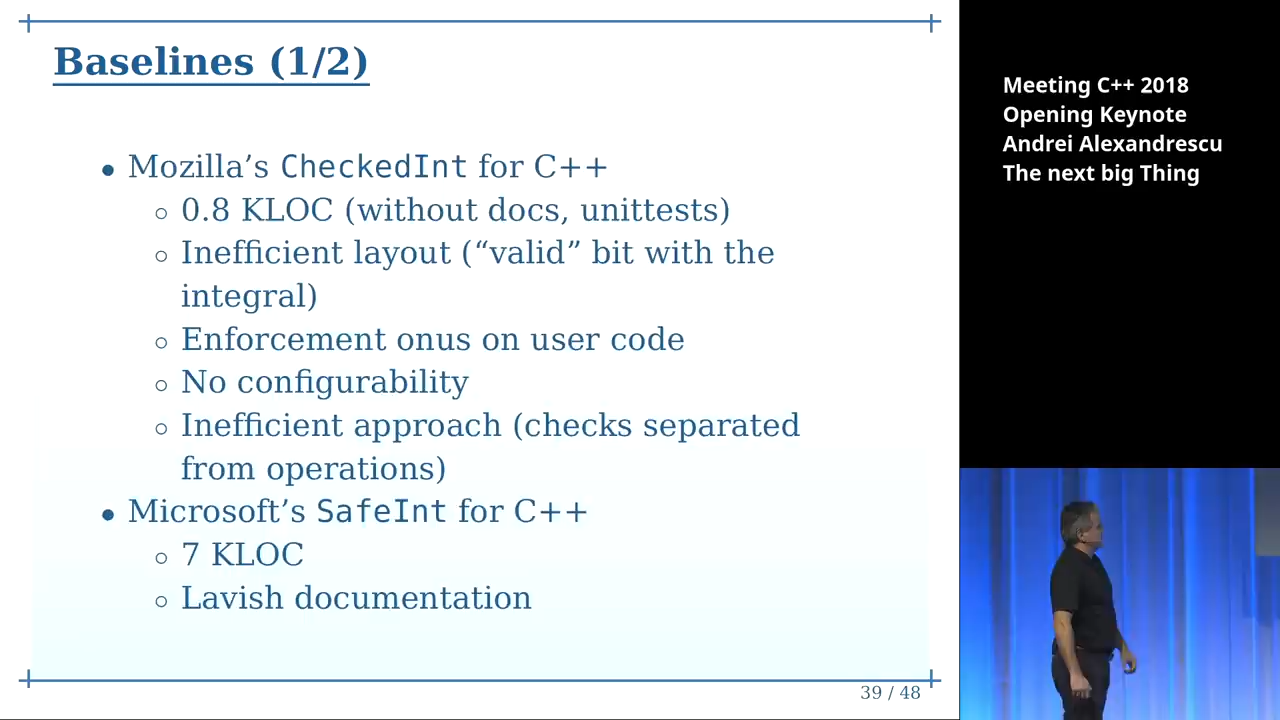 Baselines (1/2)
• Mozilla’s CheckedInt for C++
◦ 0.8 KLOC (without docs, unittests)
◦ Inefficient layout (“valid” bit with the
integral)
◦ Enforcement onus on user code
◦ No configurability
◦ Inefficient approach (checks separated
from operations)
• Microsoft’s SafeInt for C++
◦ 7 KLOC
◦ Lavish documentation
39 / 48
Meeting C++ 2018
Opening Keynote
Andrei Alexandrescu
The next big Thing